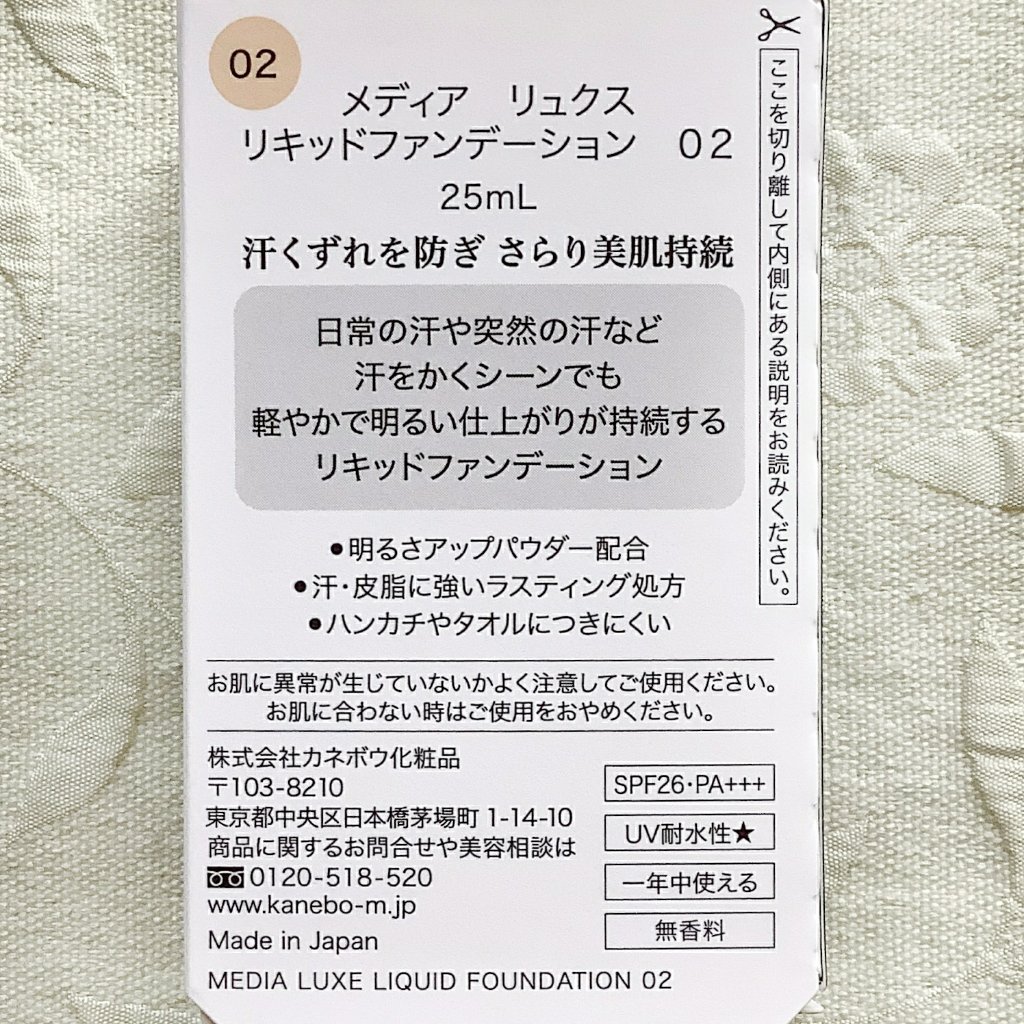 02
メディア　リュクス
リキッドファンデーション　02
25mL
汗くずれを防ぎ さらり美肌持続
日常の汗や突然の汗など
汗をかくシーンでも
軽やかで明るい仕上がりが持続する
リキッドファンデーション
●明るさアップパウダー配合
●汗・皮脂に強いラスティング処方
●ハンカチやタオルにつきにくい
お肌に異常が生じていないかよく注意してご使用ください。
お肌に合わない時はご使用をおやめください。
株式会社カネボウ化粧品
〒103-8210
東京都中央区日本橋茅場町 1-14-10
商品に関するお問合せや美容相談は
0120-518-520
www.kanebo-m.jp
Made in Japan
MEDIA LUXE LIQUID FOUNDATION 02
SPF26・PA+++
UV耐水性★
一年中使える
無香料
ここを切り離して内側にある説明をお読みください。